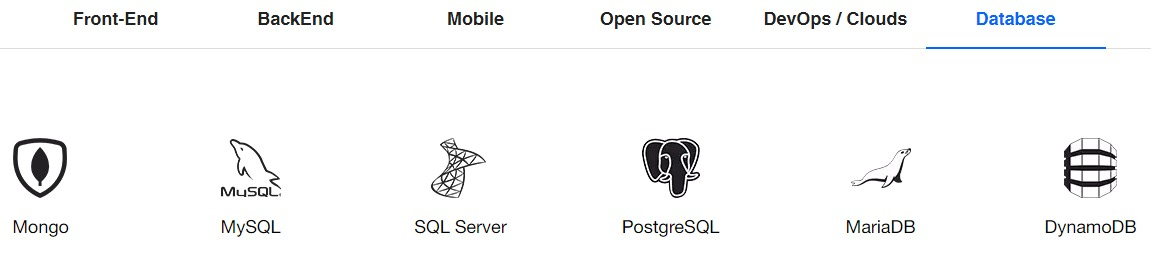 Front-End BackEnd Mobile Open Source DevOps / Clouds Database
MySQL
Mongo MySQL SQL Server PostgreSQL MariaDB DynamoDB